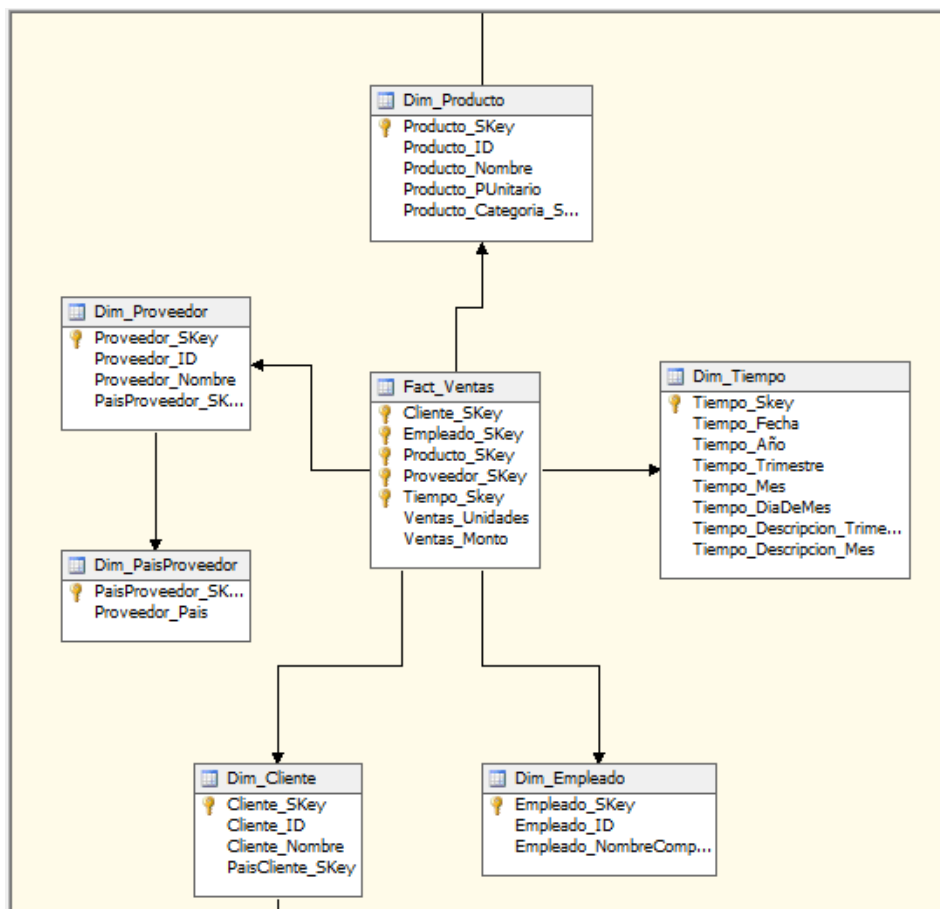 Dim_Producto
Producto_SKey
Producto_ID
Producto_Nombre
Producto_PUnitario
Producto_Categoria_S...
Dim_Proveedor
Proveedor_SKey
Proveedor_ID
Proveedor_Nombre
PaisProveedor_SK...
Fact_Ventas
Cliente_SKey
Empleado_SKey
Producto_SKey
Proveedor_SKey
Tiempo_Skey
Ventas_Unidades
Ventas_Monto
Dim_Tiempo
Tiempo_Skey
Tiempo_Fecha
Tiempo_Año
Tiempo_Trimestre
Tiempo_Mes
Tiempo_DiaDeMes
Tiempo_Descripcion_Trime...
Tiempo_Descripcion_Mes
Dim_PaisProveedor
PaisProveedor_SK...
Proveedor_Pais
Dim_Cliente
Cliente_SKey
Cliente_ID
Cliente_Nombre
PaisCliente_SKey
Dim_Empleado
Empleado_SKey
Empleado_ID
Empleado_NombreComp...